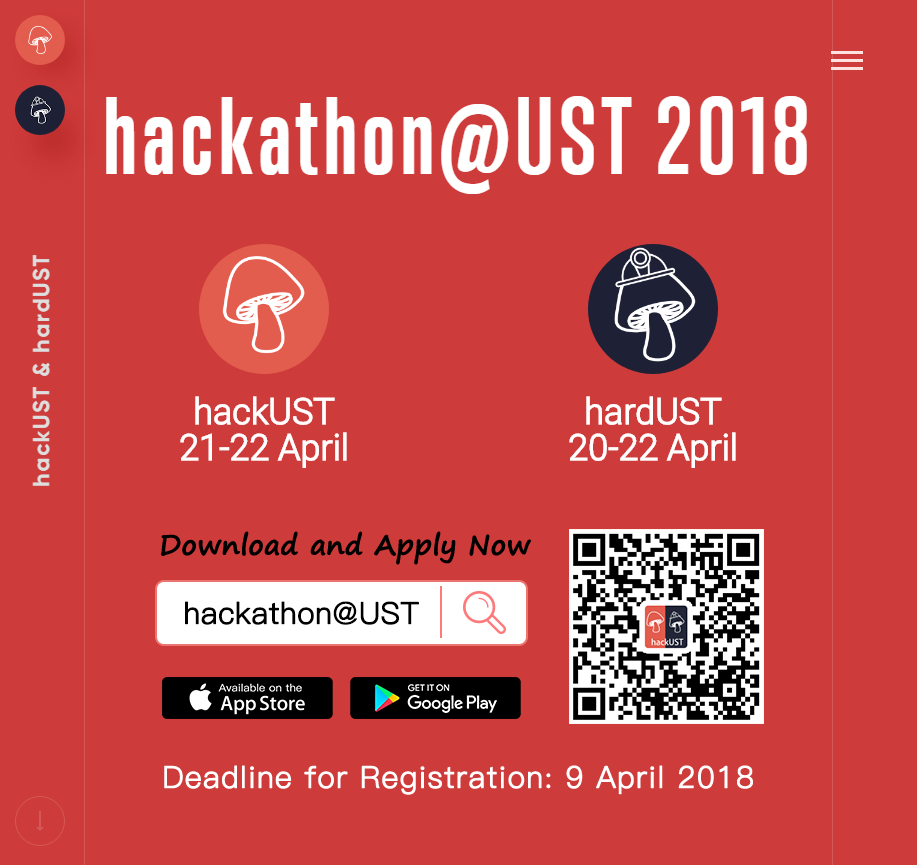 hackathon@UST 2018
hackUST & hardUST
hackUST
21-22 April
hardUST
20-22 April
Download and Apply Now
hackathon@UST
hackUST
Available on the
App Store
GET IT ON
Google Play
Deadline for Registration: 9 April 2018